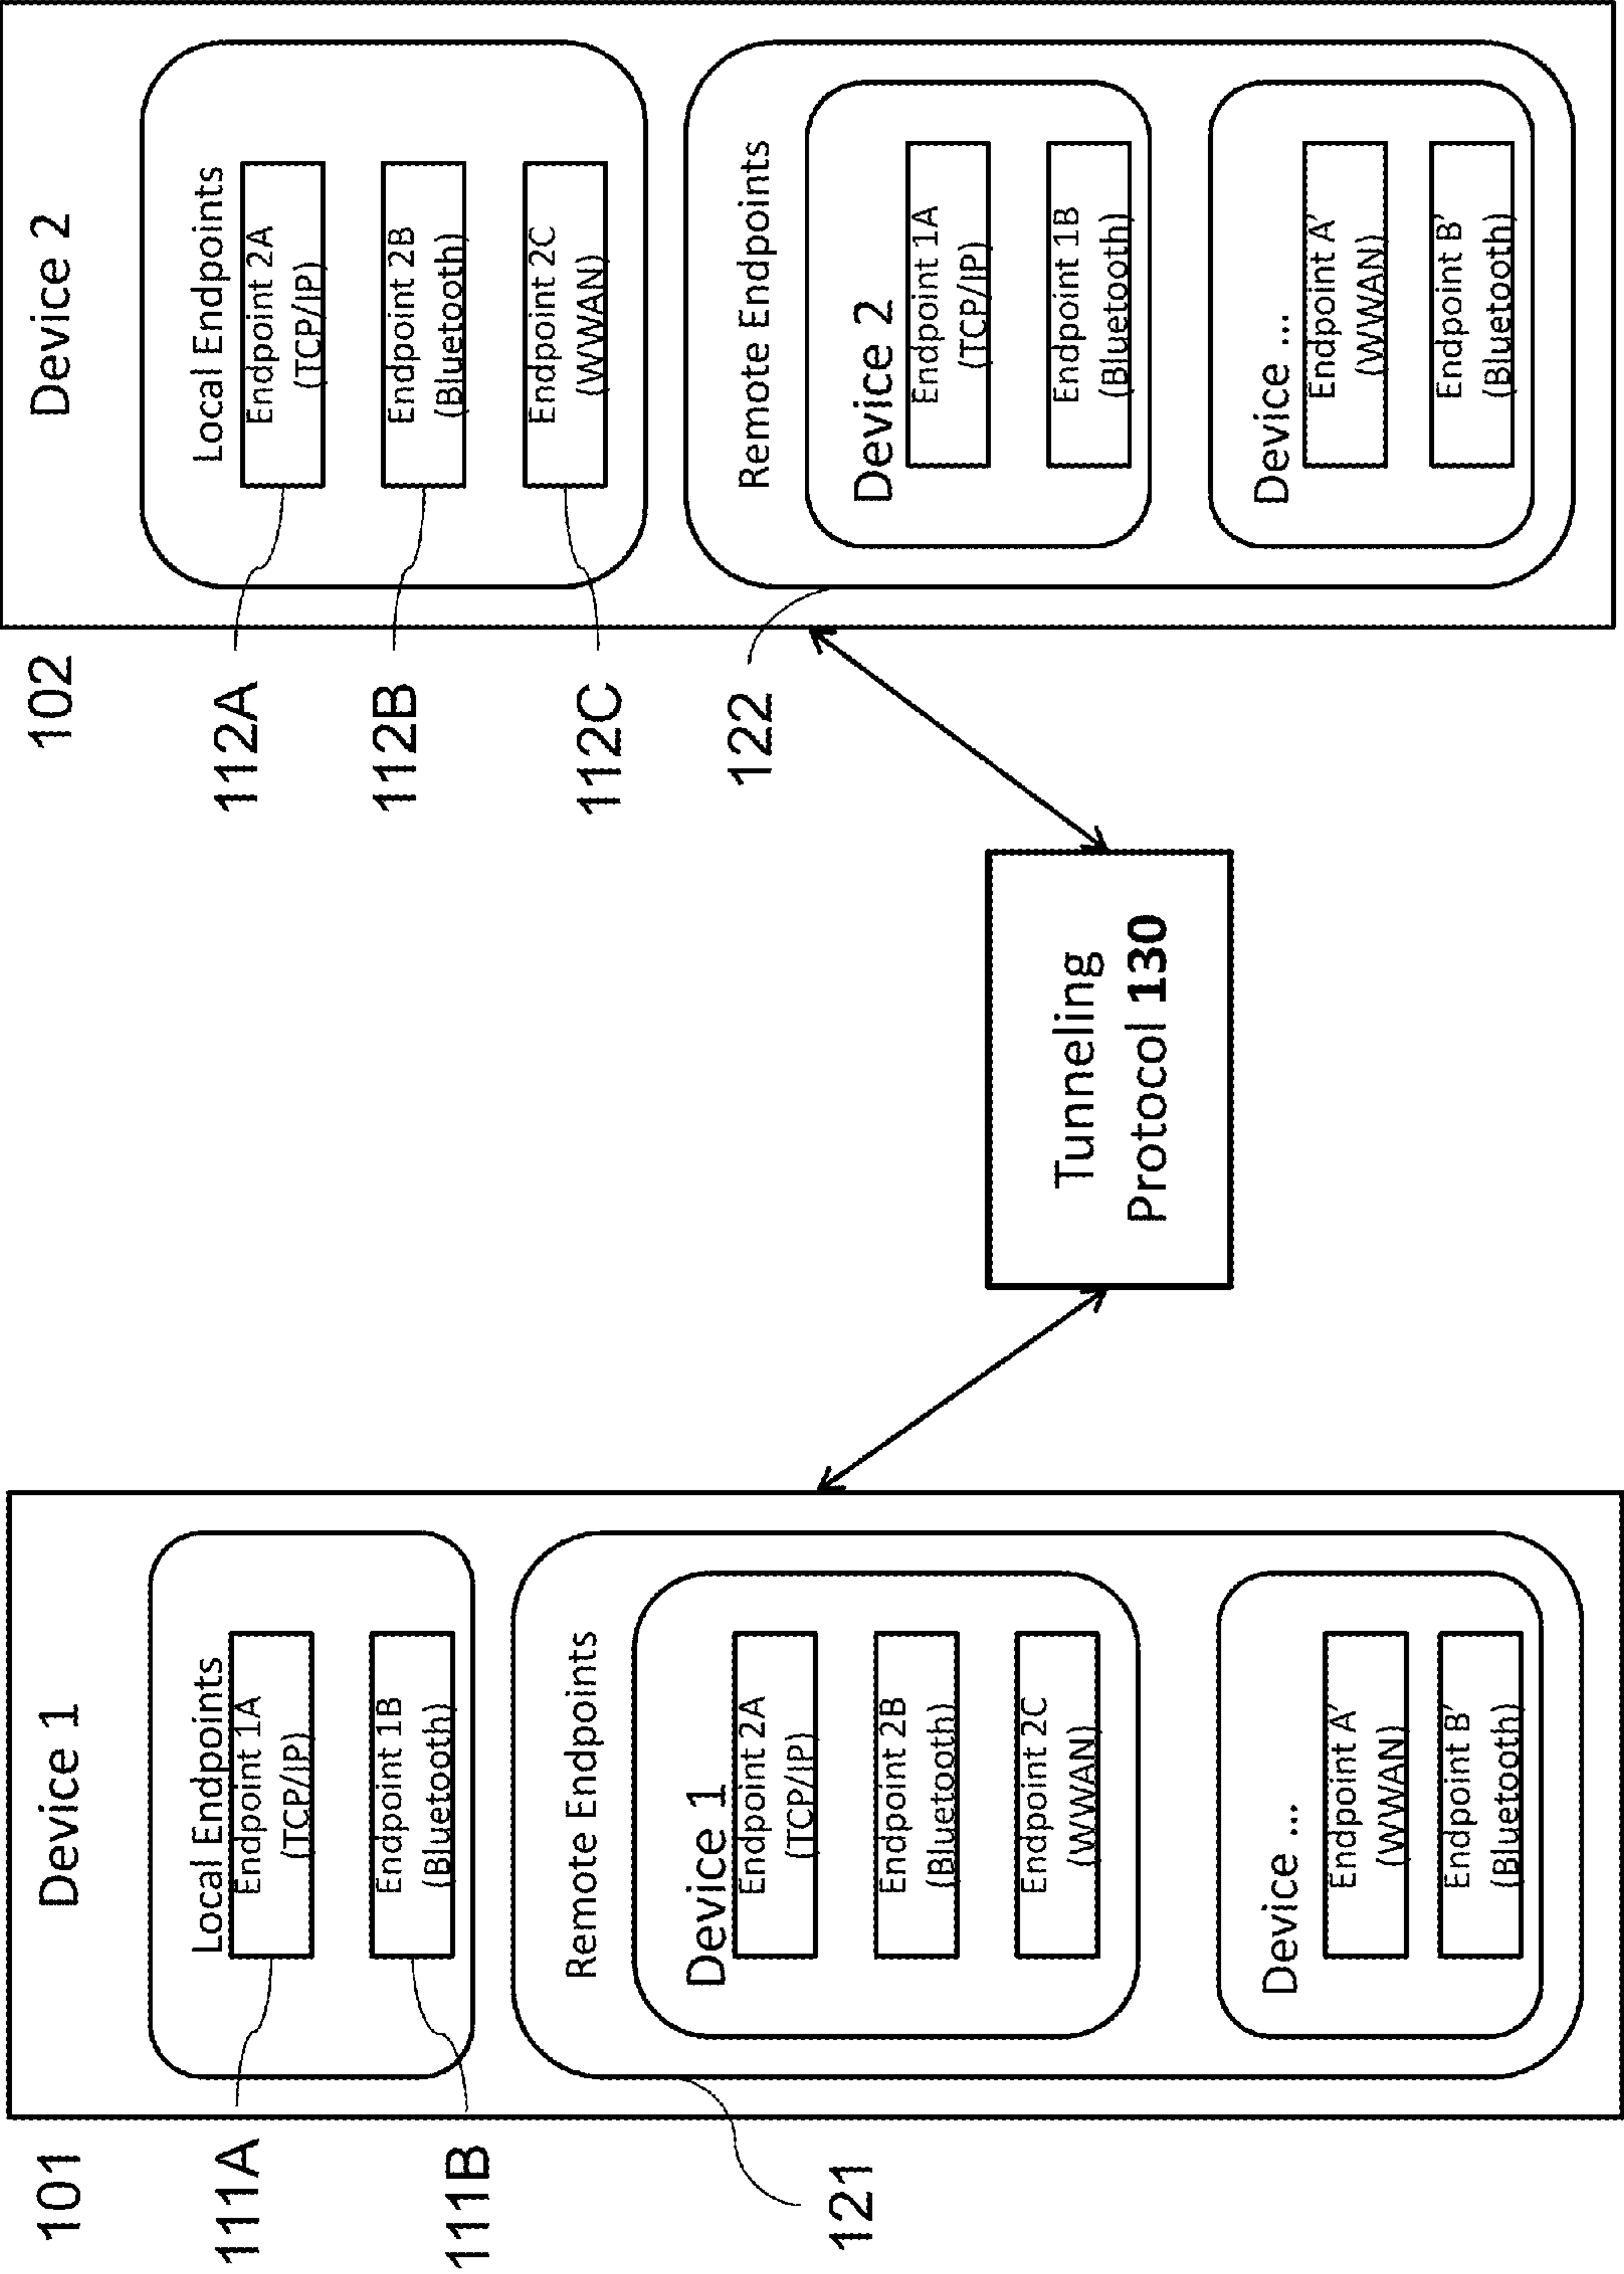 101
Device 1
111A
Local Endpoints
Endpoint 1A
(TCP/IP)
111B
Endpoint 1B
(Bluetooth)
121
Remote Endpoints
Device 1
Endpoint 2A
(TCP/IP)
Endpoint 2B
(Bluetooth)
Endpoint 2C
(WWAN)
Device ...
Endpoint A'
(WWAN)
Endpoint B'
(Bluetooth)
Tunneling
Protocol 130
102
Device 2
112A
Local Endpoints
Endpoint 2A
(TCP/IP)
112B
Endpoint 2B
(Bluetooth)
112C
Endpoint 2C
(WWAN)
122
Remote Endpoints
Device 2
Endpoint 1A
(TCP/IP)
Endpoint 1B
(Bluetooth)
Device ...
Endpoint A'
(WWAN)
Endpoint B'
(Bluetooth)